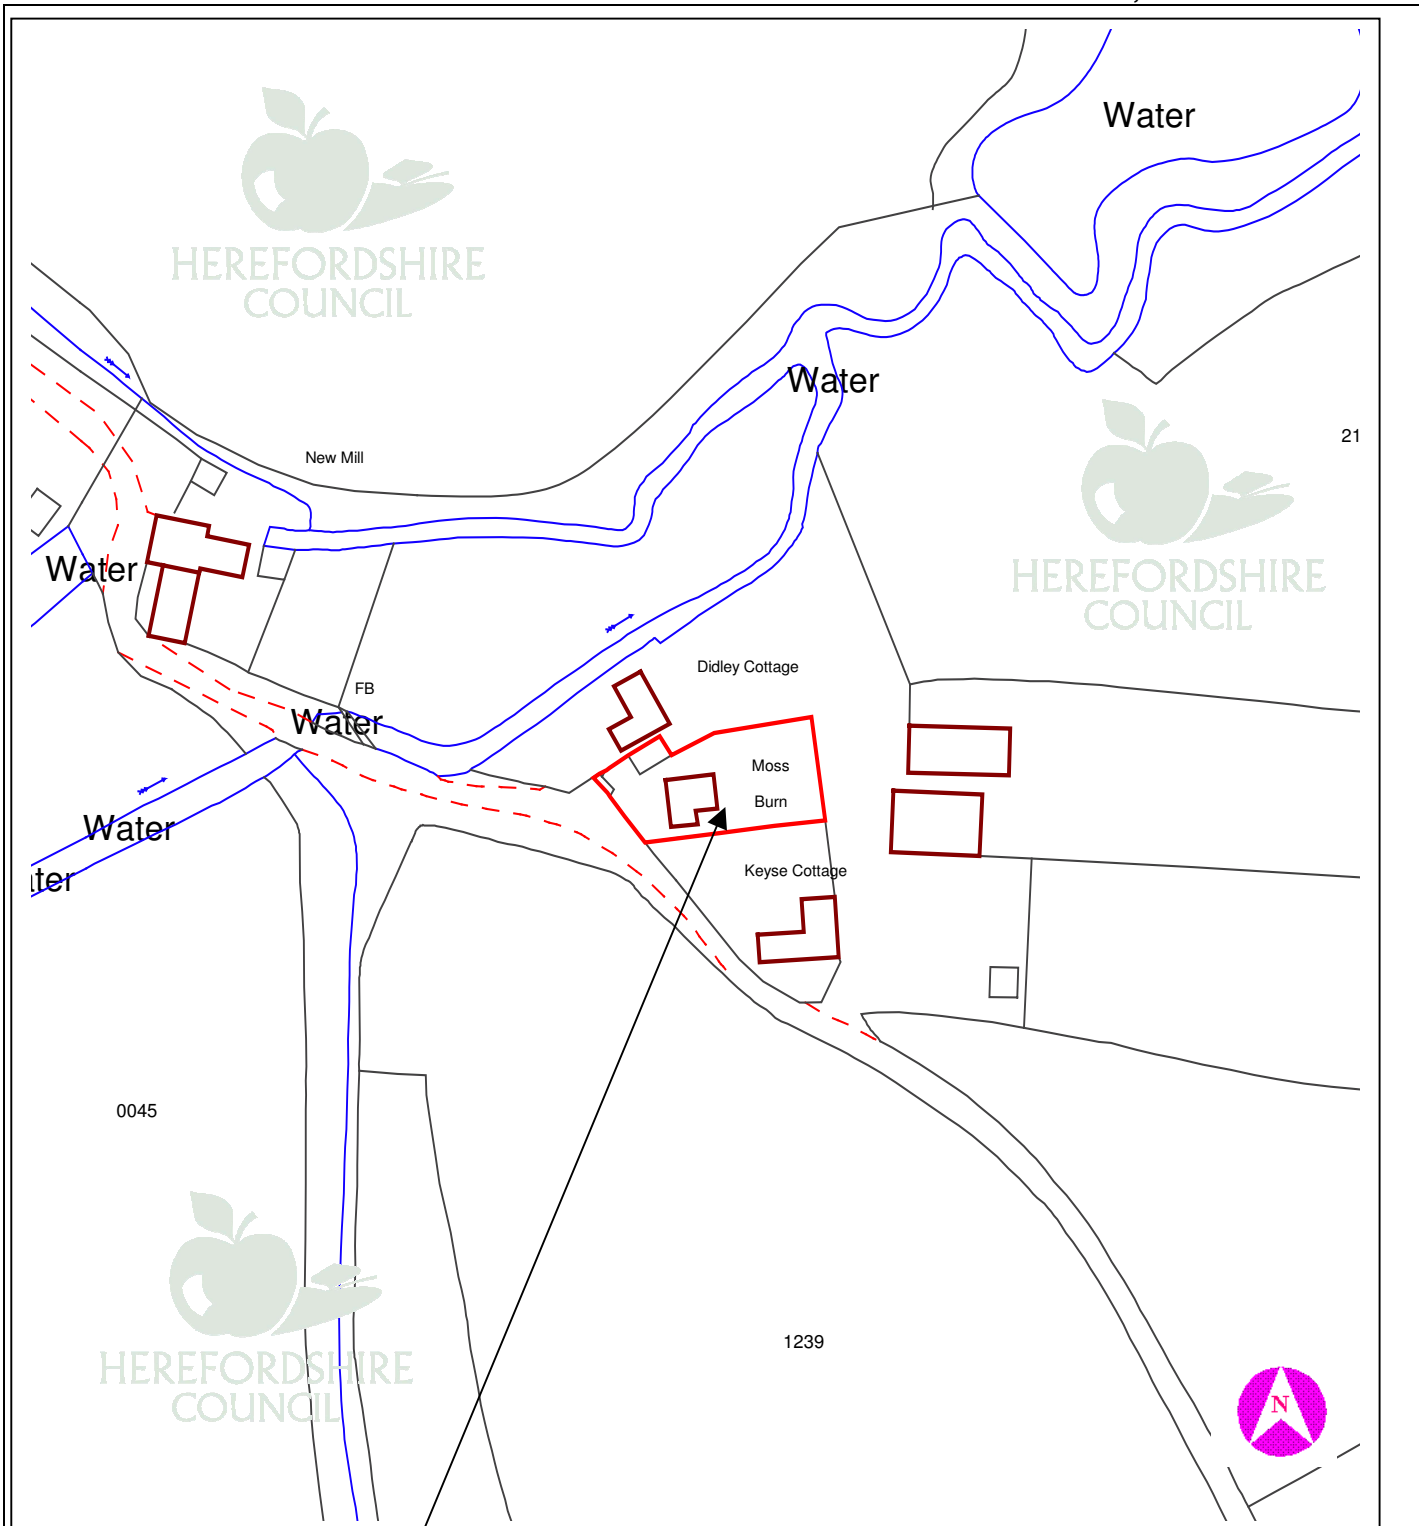 Water
HEREFORDSHIRE
COUNCIL
Water
21
New Mill
Water
HEREFORDSHIRE
COUNCIL
Didley Cottage
FB
Water
Moss
Burn
Water
Keyse Cottage
ter
0045
1239
HEREFORDSHIRE
COUNCIL
N